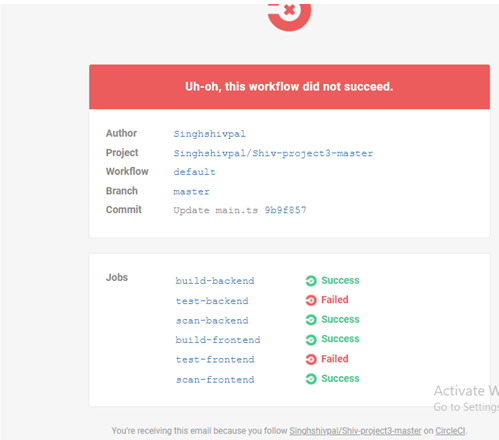 Uh-oh, this workflow did not succeed.
Author Singhshivpal
Project Singhshivpal/Shiv-project3-master
Workflow default
Branch master
Commit Update main.ts 9b9f857
Jobs build-backend Success
test-backend Failed
scan-backend Success
build-frontend Success
test-frontend Failed
scan-frontend Success
Activate W
Go to Settings
You're receiving this email because you follow Singhshivpal/Shiv-project3-master on CircleCI.